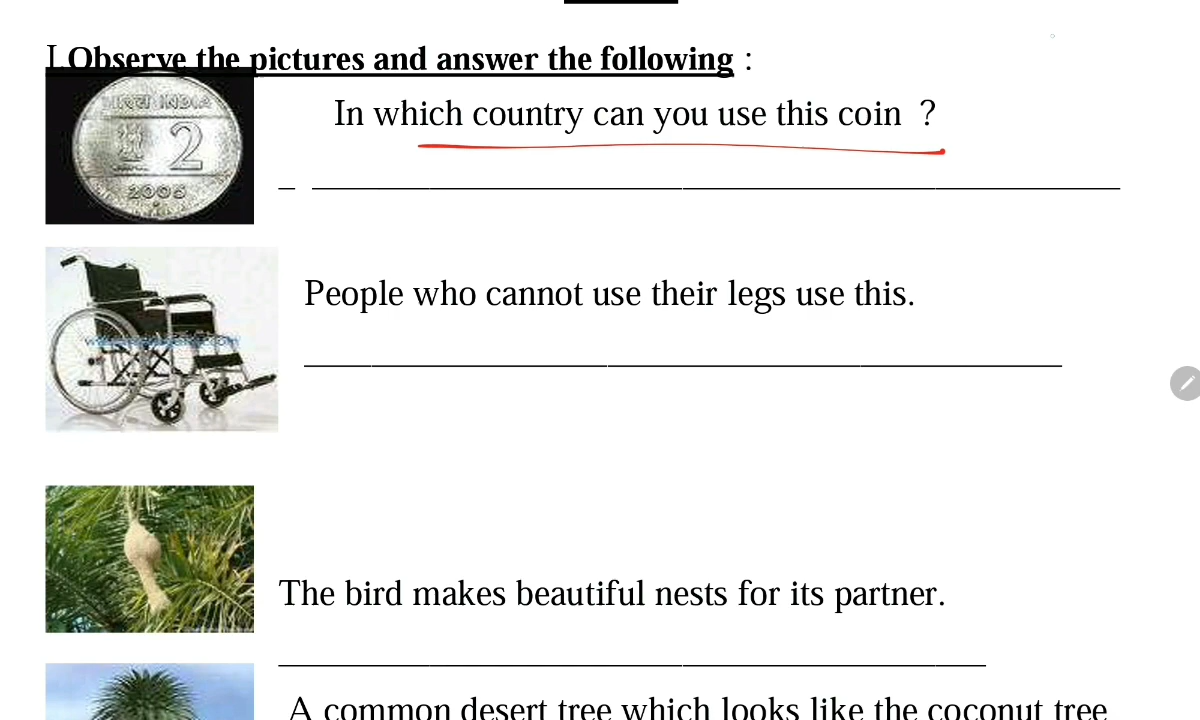 I.Observe the pictures and answer the following :
भारत INDIA
2
2006
In which country can you use this coin ?
People who cannot use their legs use this.
The bird makes beautiful nests for its partner.
A common desert tree which looks like the coconut tree